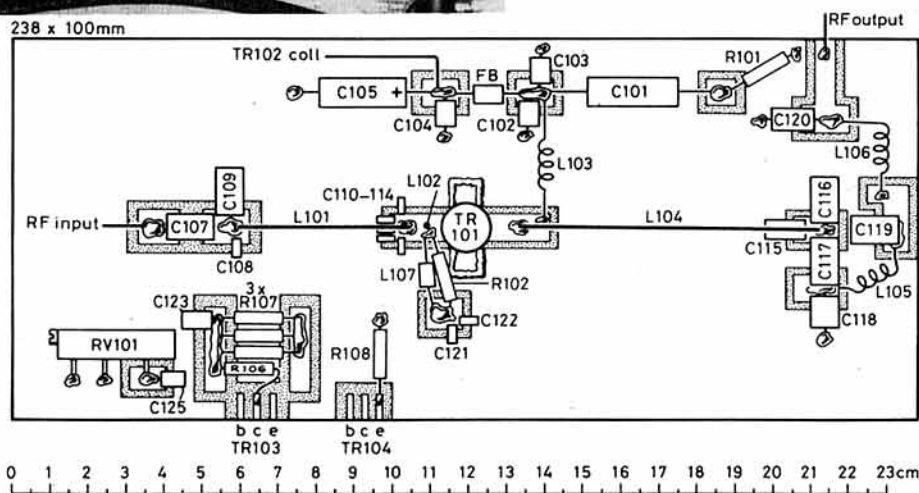 238 x 100mm
RF output
TR102 coll
C103
R101
FB
C105 +
C101
C104
C102
C120
L106
L103
C109
C110-114
L102
C116
RF input
C107
L101
TR 101
L104
C115
C119
C108
C117
L107
R102
L105
C123
3x R107
C122
C118
C121
RV101
R106
R108
C125
b c e
b c e
TR103
TR104
0 1 2 3 4 5 6 7 8 9 10 11 12 13 14 15 16 17 18 19 20 21 22 23cm